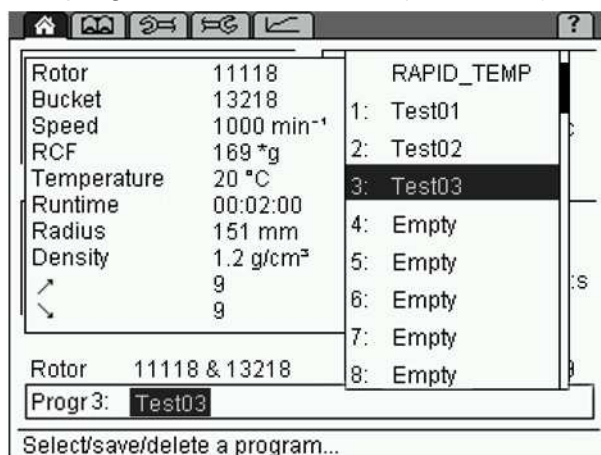 ?
Rotor 11118
Bucket 13218
Speed 1000 min⁻¹
RCF 169 *g
Temperature 20 °C
Runtime 00:02:00
Radius 151 mm
Density 1.2 g/cm³
↗ 9
↘ 9
RAPID_TEMP
1: Test01
2: Test02
3: Test03
4: Empty
5: Empty
6: Empty
7: Empty
8: Empty
:s
Rotor 11118 & 13218
Progr 3: Test03
Select/save/delete a program...